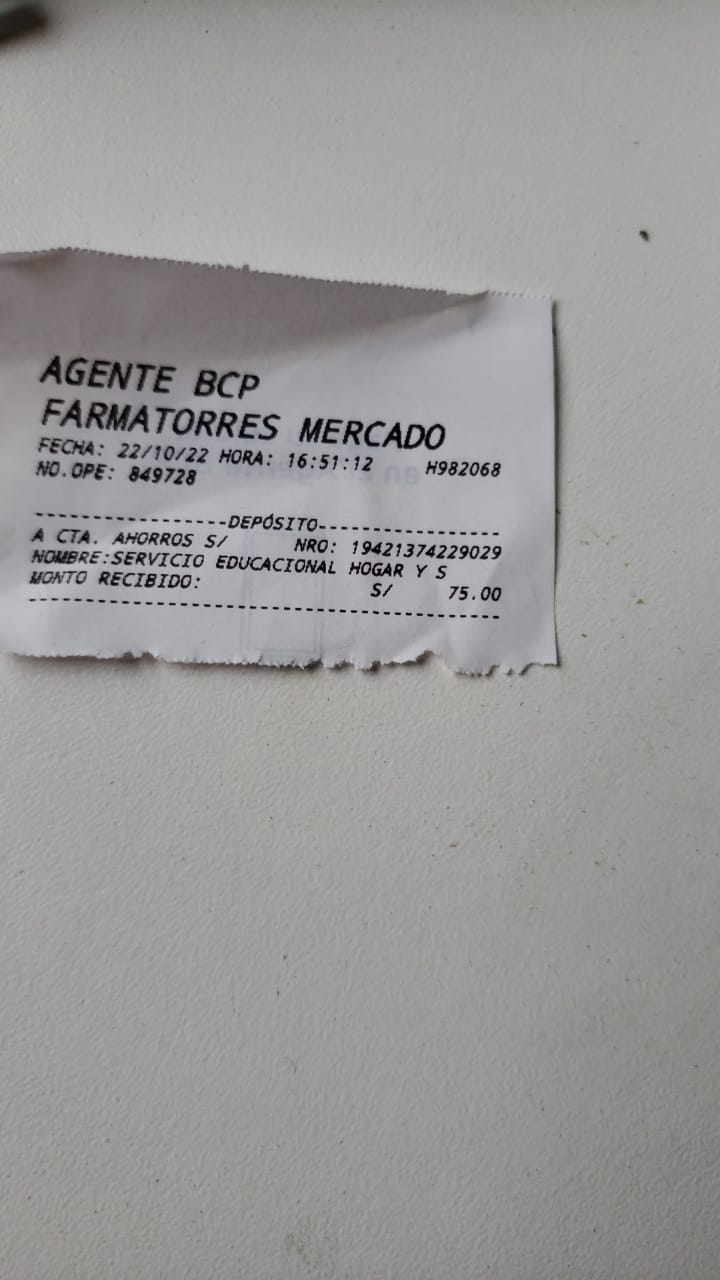 AGENTE BCP
FARMATORRES MERCADO
FECHA: 22/10/22 HORA: 16:51:12 H982068
NO.OPE: 849728
------------------DEPÓSITO-----------------
A CTA. AHORROS S/ NRO: 19421374229029
NOMBRE:SERVICIO EDUCACIONAL HOGAR Y S
MONTO RECIBIDO: S/ 75.00
-------------------------------------------